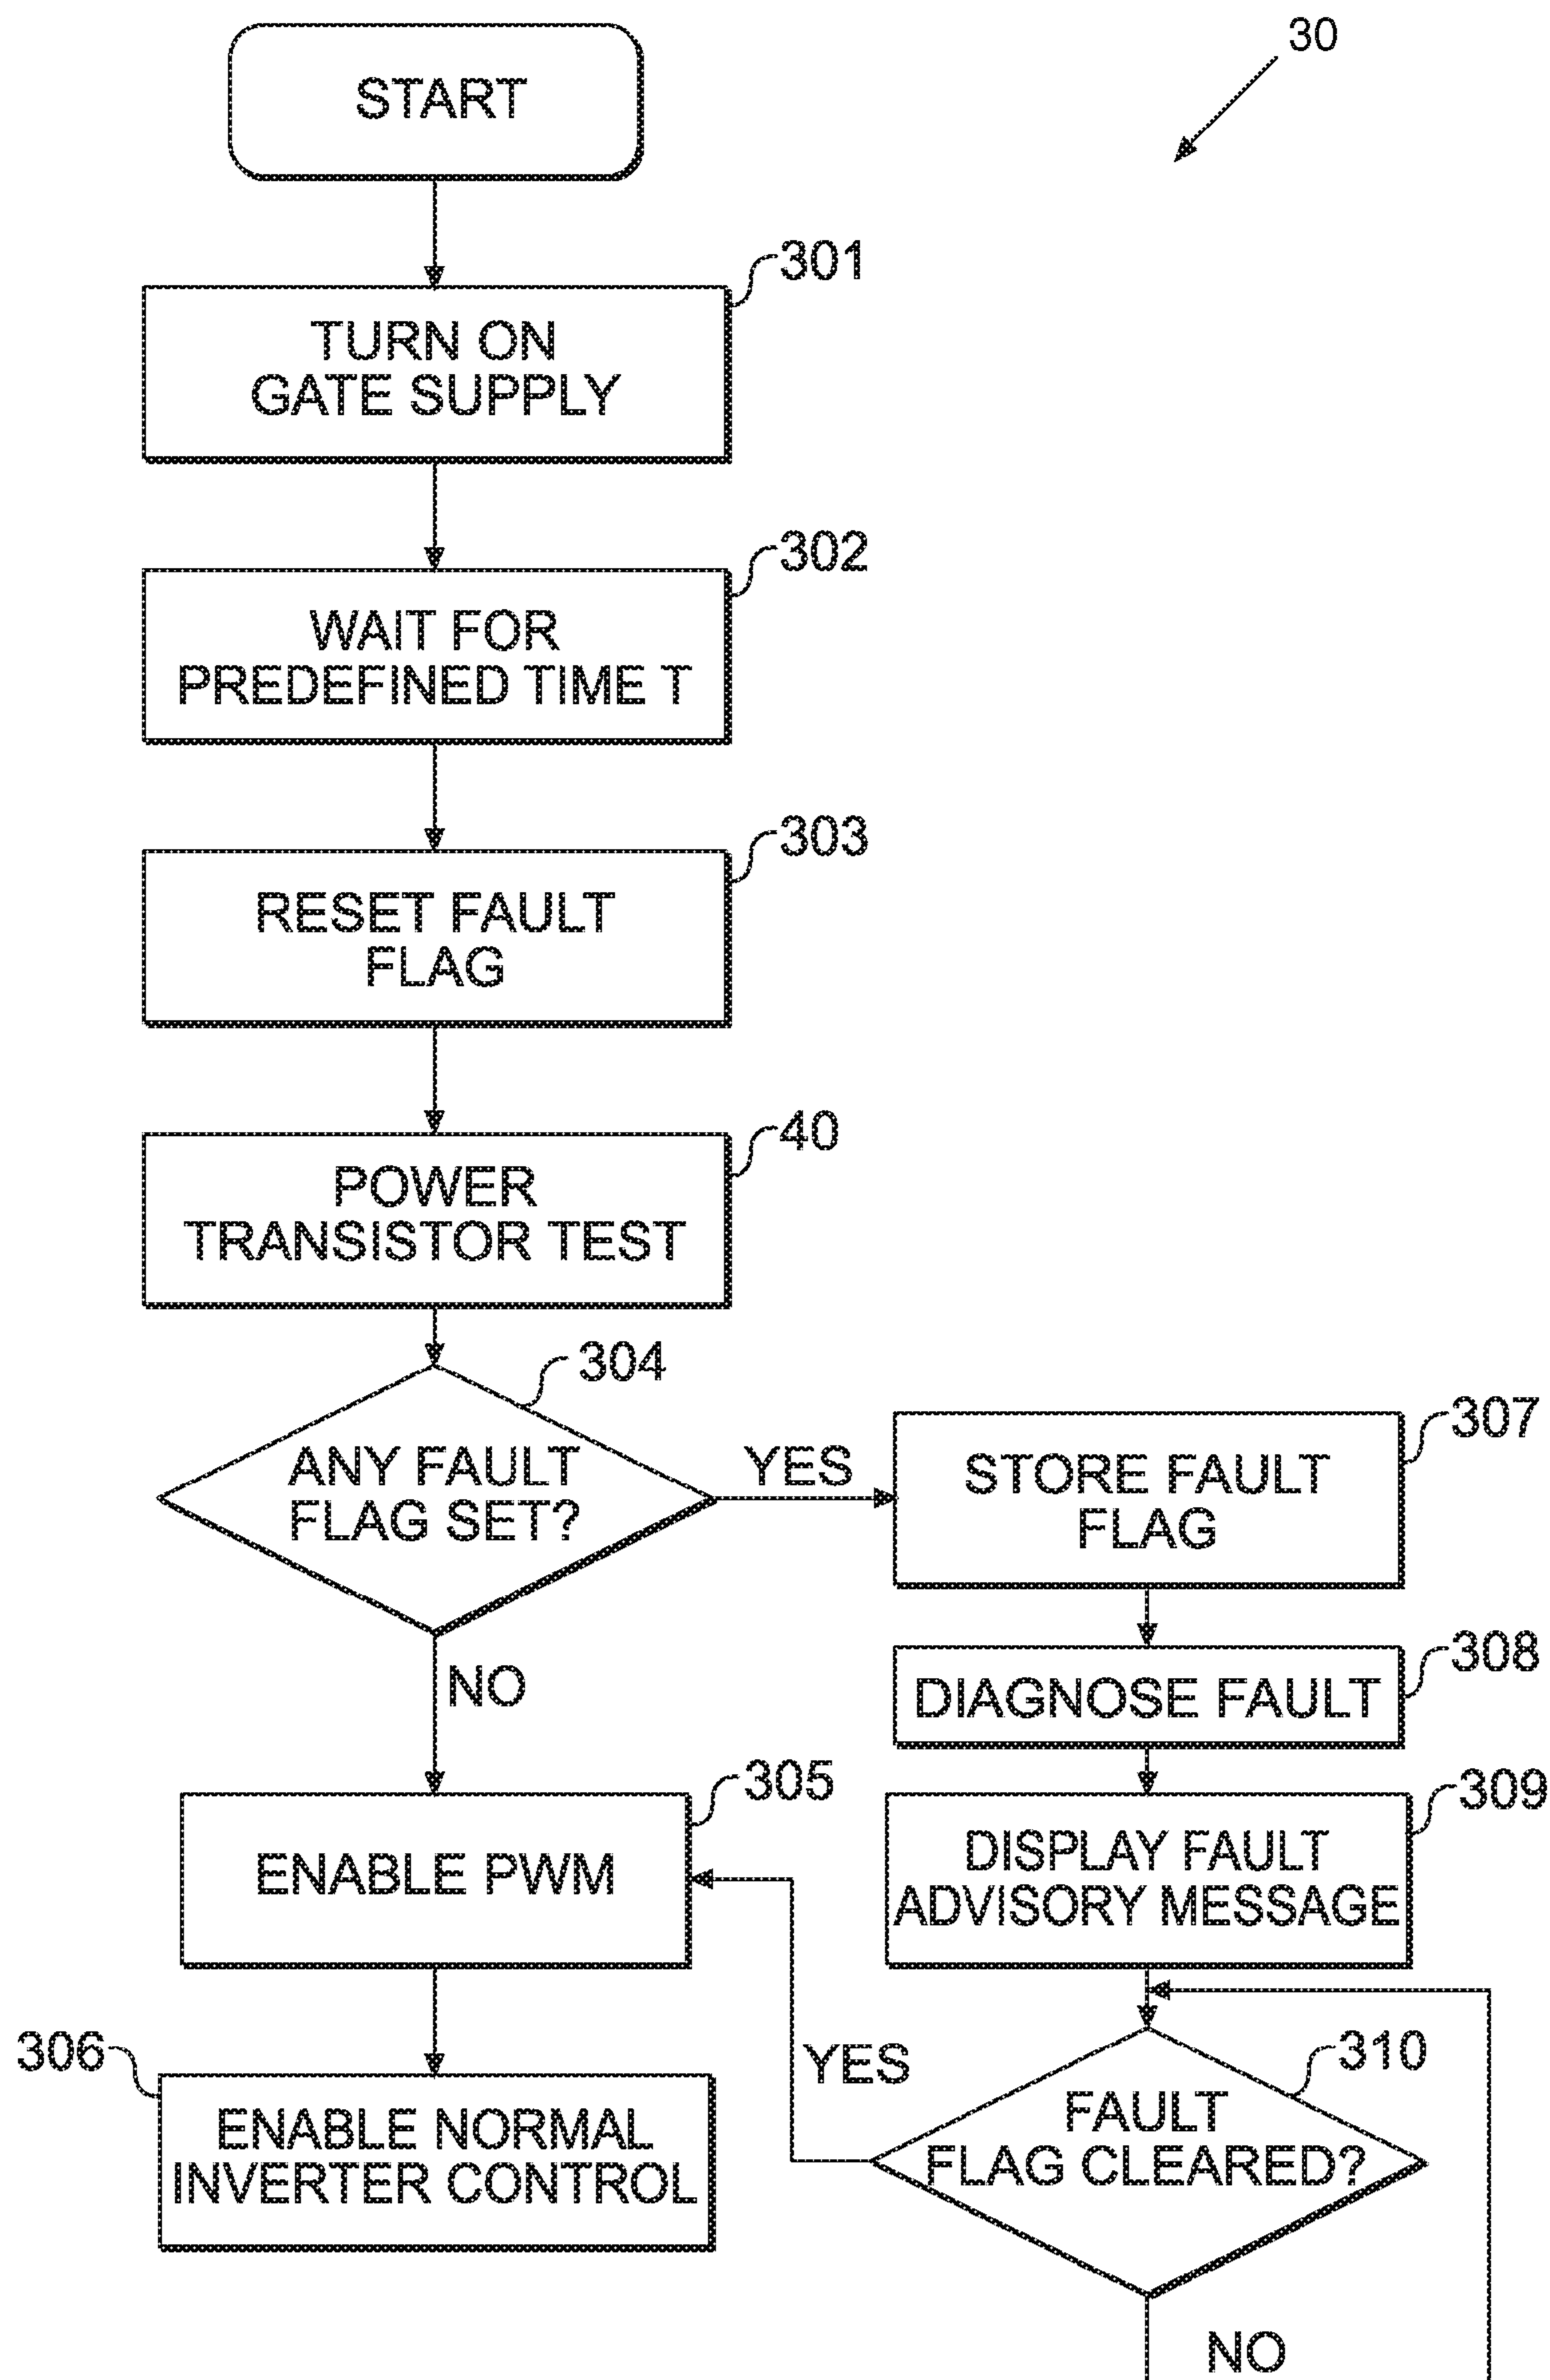 30
START
301
TURN ON
GATE SUPPLY
302
WAIT FOR
PREDEFINED TIME T
303
RESET FAULT
FLAG
40
POWER
TRANSISTOR TEST
304
ANY FAULT
FLAG SET?
YES
NO
307
STORE FAULT
FLAG
308
DIAGNOSE FAULT
309
DISPLAY FAULT
ADVISORY MESSAGE
305
ENABLE PWM
306
ENABLE NORMAL
INVERTER CONTROL
310
FAULT
FLAG CLEARED?
YES
NO